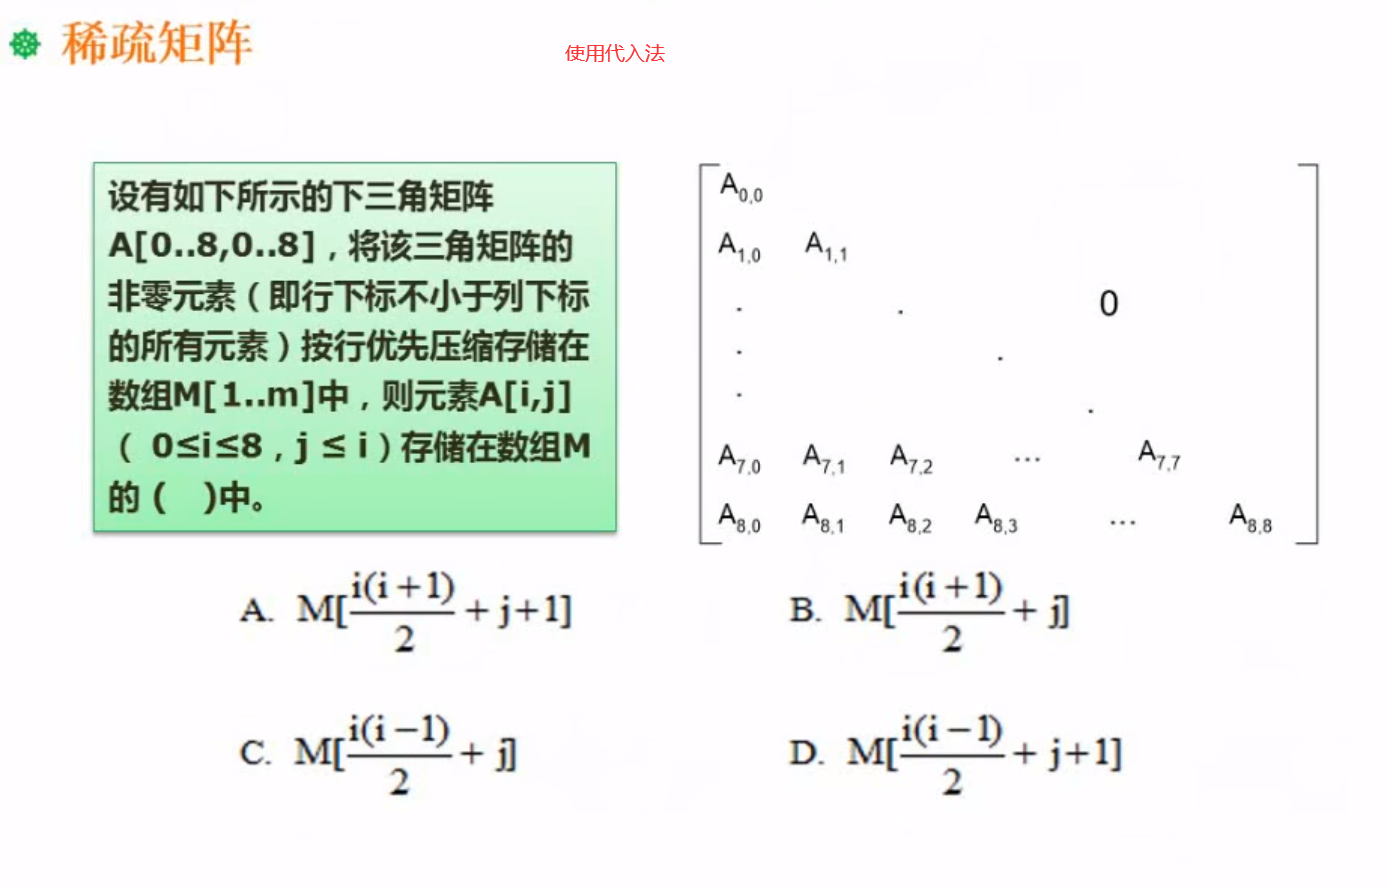 稀疏矩阵
使用代入法
设有如下所示的下三角矩阵
A[0..8,0..8]，将该三角矩阵的
非零元素（即行下标不小于列下标
的所有元素）按行优先压缩存储在
数组M[1..m]中，则元素A[i,j]
（ 0≤i≤8，j ≤ i）存储在数组M
的（ )中。
A0,0
A1,0 A1,1
. . 0
. .
. .
A7,0 A7,1 A7,2 … A7,7
A8,0 A8,1 A8,2 A8,3 … A8,8
A. M[i(i+1)/2 + j+1]
B. M[i(i+1)/2 + j]
C. M[i(i−1)/2 + j]
D. M[i(i−1)/2 + j+1]